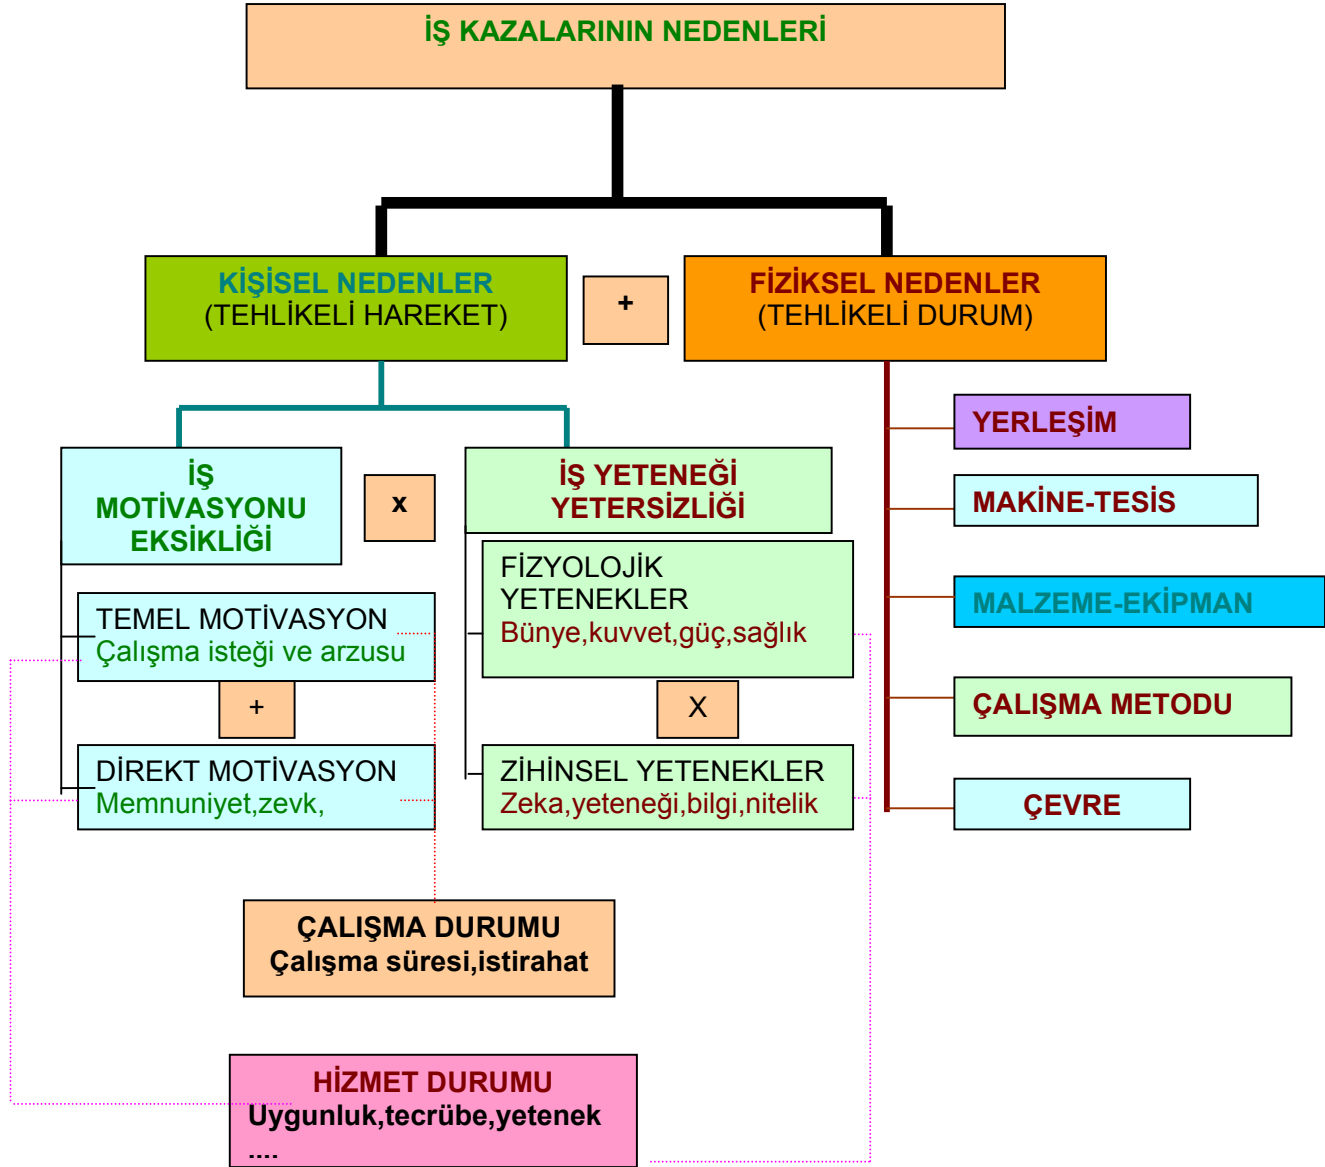 İŞ KAZALARININ NEDENLERİ
KİŞİSEL NEDENLER
(TEHLİKELİ HAREKET)
+
FİZİKSEL NEDENLER
(TEHLİKELİ DURUM)
İŞ
MOTİVASYONU
EKSİKLİĞİ
x
İŞ YETENEĞİ
YETERSİZLİĞİ
TEMEL MOTİVASYON
Çalışma isteği ve arzusu
+
DİREKT MOTİVASYON
Memnuniyet,zevk,
FİZYOLOJİK
YETENEKLER
Bünye,kuvvet,güç,sağlık
X
ZİHİNSEL YETENEKLER
Zeka,yeteneği,bilgi,nitelik
YERLEŞİM
MAKİNE-TESİS
MALZEME-EKİPMAN
ÇALIŞMA METODU
ÇEVRE
ÇALIŞMA DURUMU
Çalışma süresi,istirahat
HİZMET DURUMU
Uygunluk,tecrübe,yetenek
....